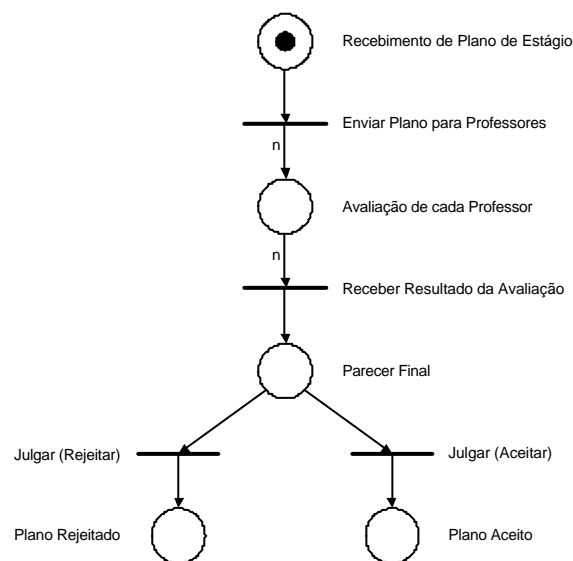 Recebimento de Plano de Estágio
Enviar Plano para Professores
n
Avaliação de cada Professor
n
Receber Resultado da Avaliação
Parecer Final
Julgar (Rejeitar)
Julgar (Aceitar)
Plano Rejeitado
Plano Aceito